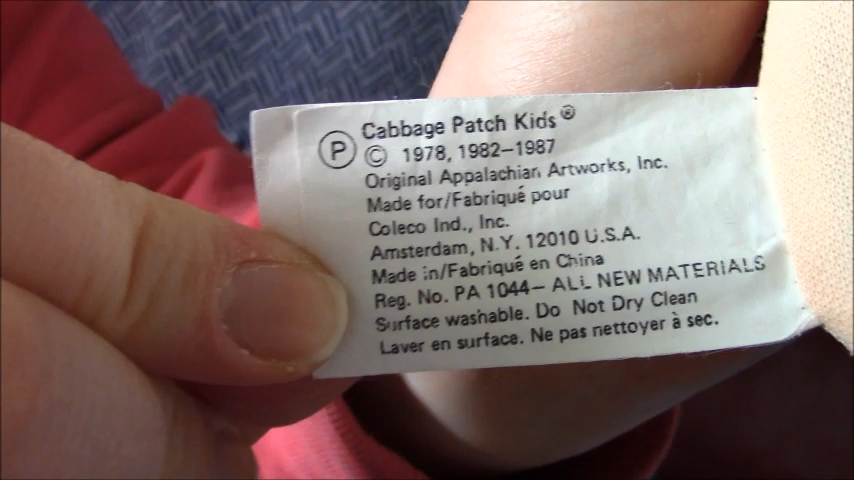 Cabbage Patch Kids®
Ⓟ © 1978, 1982–1987
Original Appalachian Artworks, Inc.
Made for/Fabriqué pour
Coleco Ind., Inc.
Amsterdam, N.Y. 12010 U.S.A.
Made in/Fabriqué en China
Reg. No. PA 1044– ALL NEW MATERIALS
Surface washable. Do Not Dry Clean
Laver en surface. Ne pas nettoyer à sec.